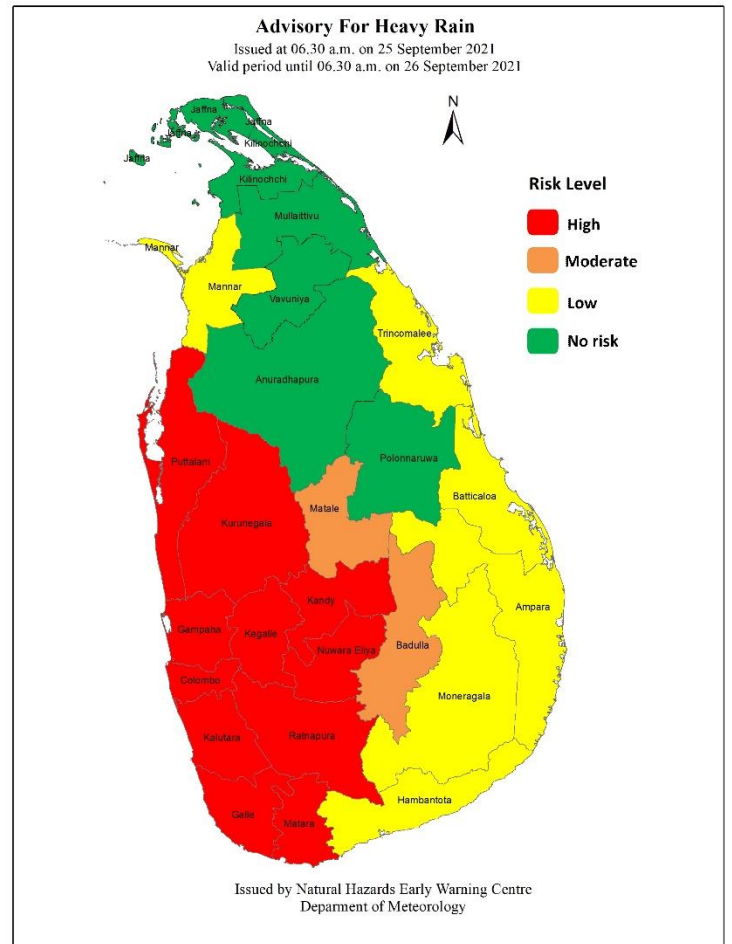 Advisory For Heavy Rain
Issued at 06.30 a.m. on 25 September 2021
Valid period until 06.30 a.m. on 26 September 2021
N
Jaffna
Jaffna
Jaffna
Jaffna
Kilinochchi
Kilinochchi
Mullaittivu
Risk Level
High
Moderate
Low
No risk
Mannar
Mannar
Vavuniya
Trincomalee
Anuradhapura
Polonnaruwa
Puttalam
Batticaloa
Matale
Kurunegala
Kandy
Ampara
Gampaha
Kegalle
Nuwara Eliya
Badulla
Colombo
Moneragala
Kalutara
Ratnapura
Hambantota
Galle
Matara
Issued by Natural Hazards Early Warning Centre
Deparment of Meteorology